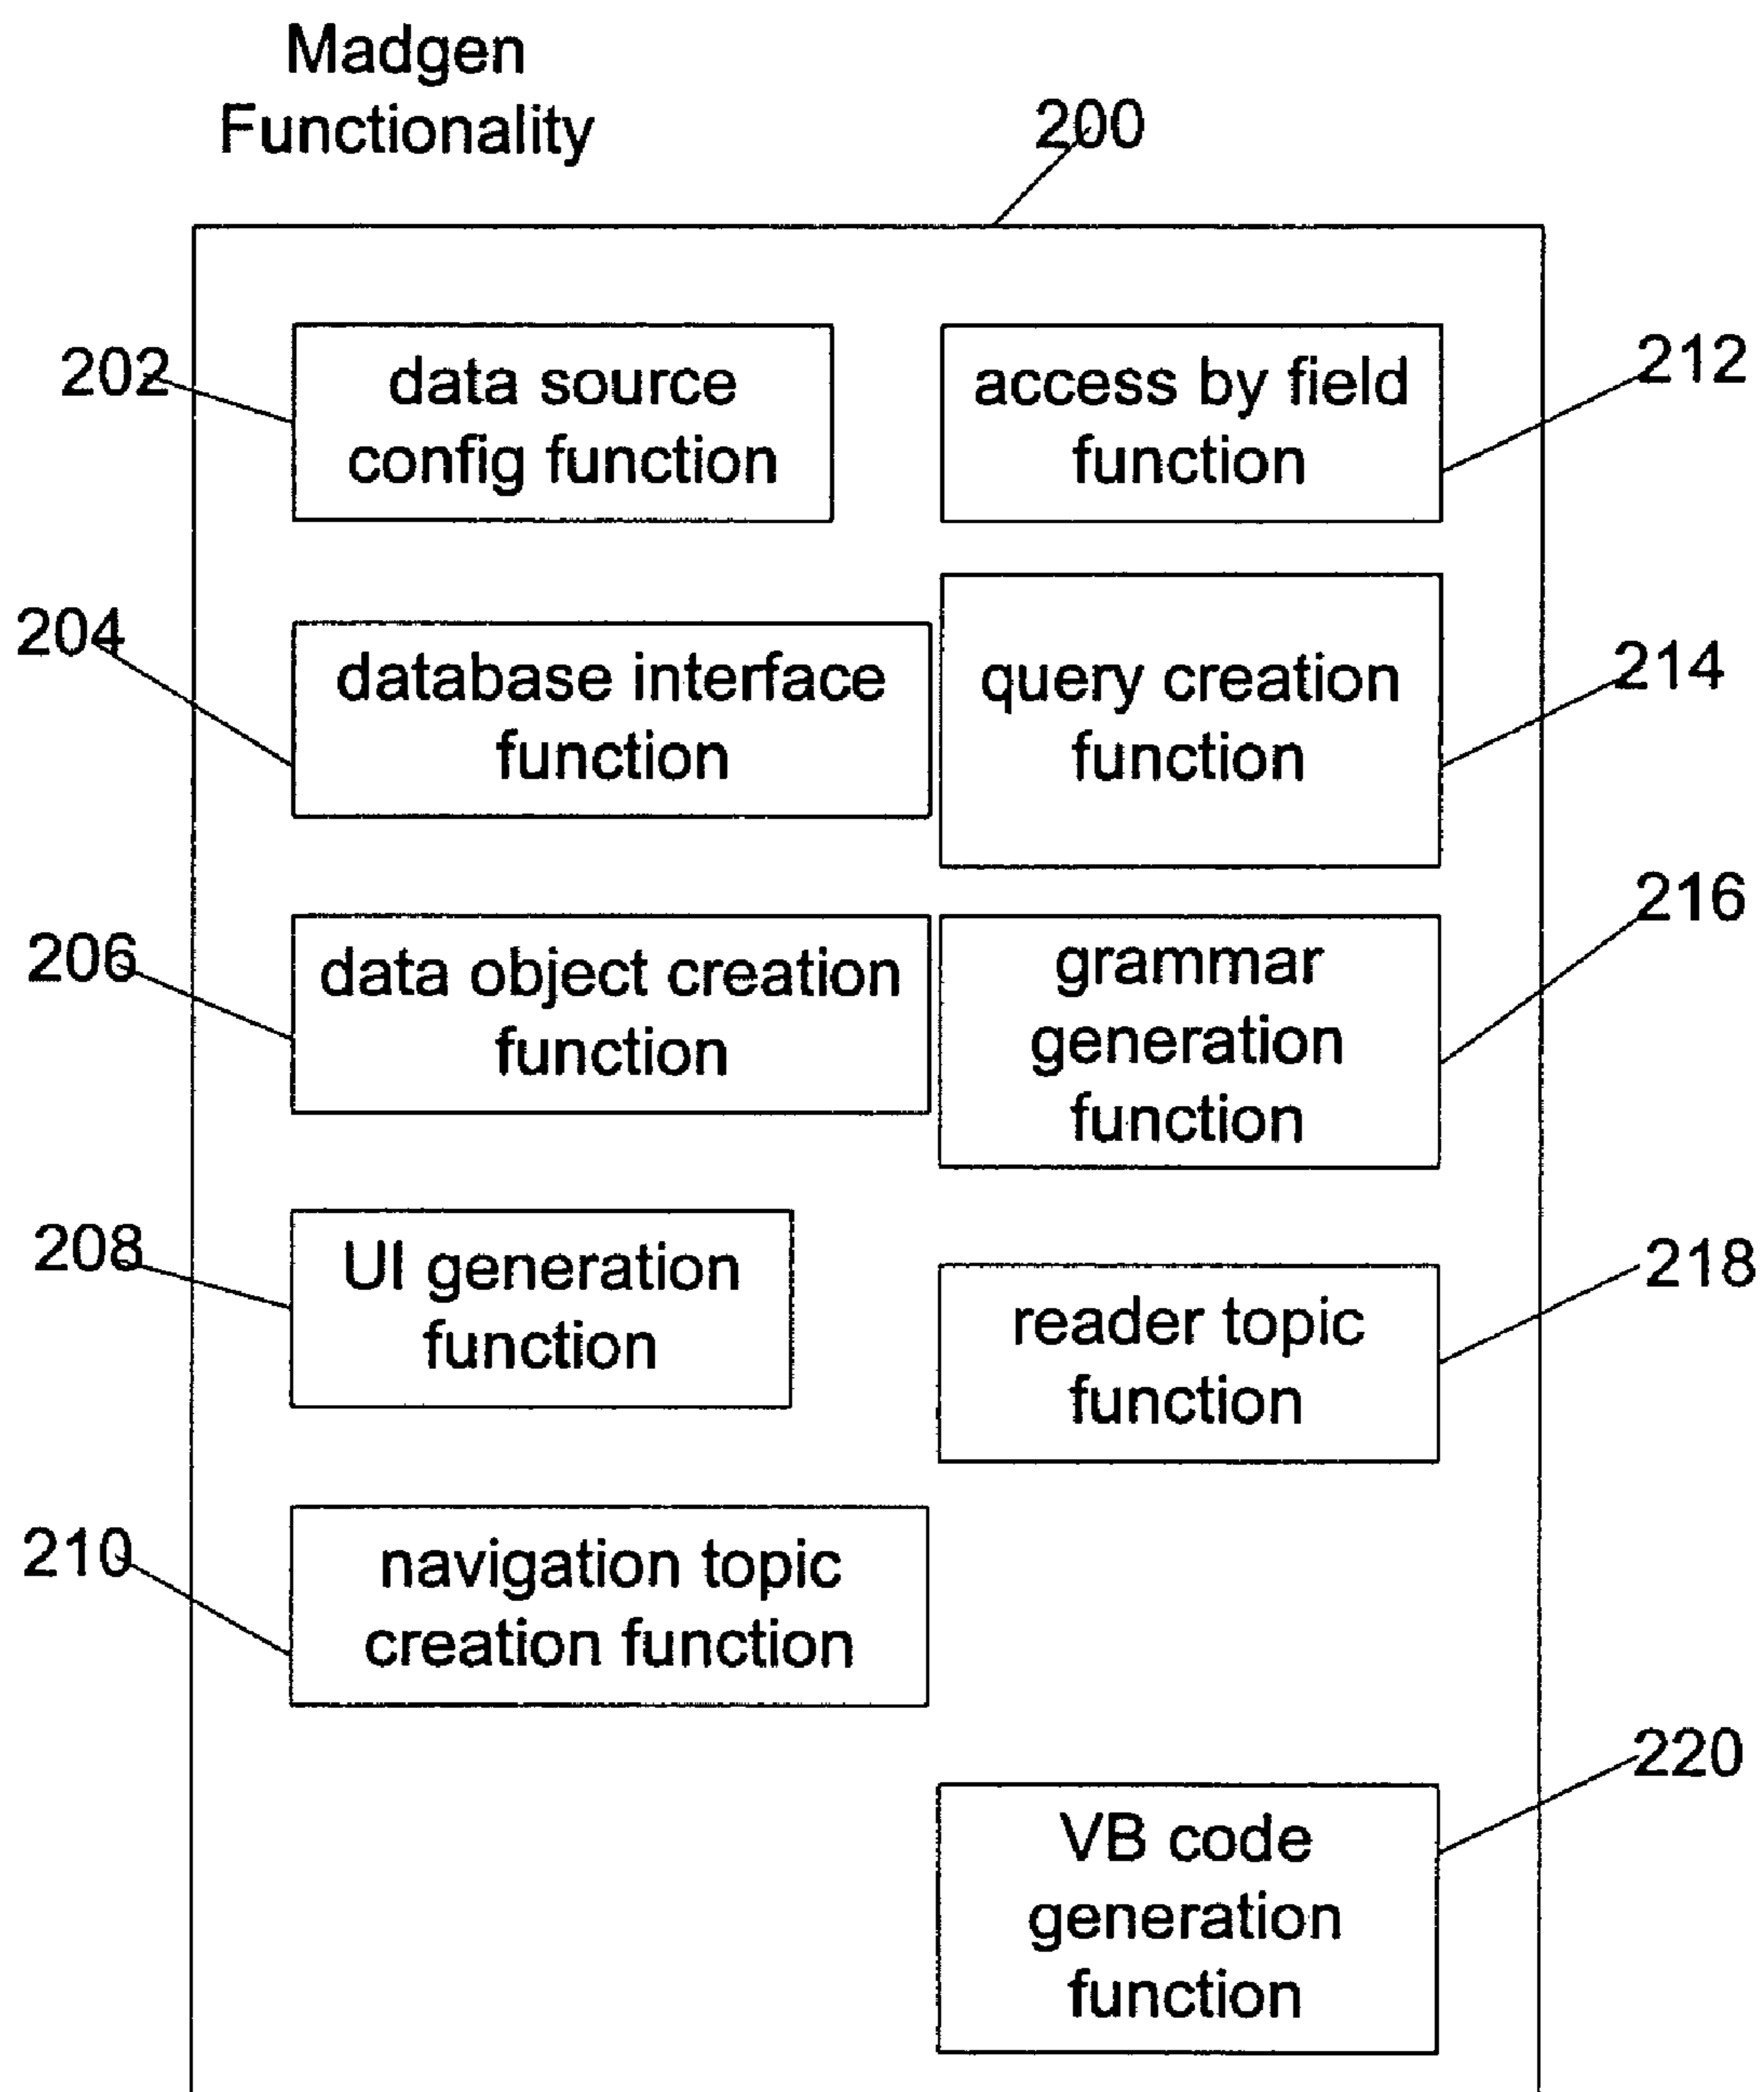 Madgen
Functionality
200
202
data source
config function
204
database interface
function
206
data object creation
function
208
UI generation
function
210
navigation topic
creation function
access by field
function
212
query creation
function
214
grammar
generation
function
216
reader topic
function
218
VB code
generation
function
220